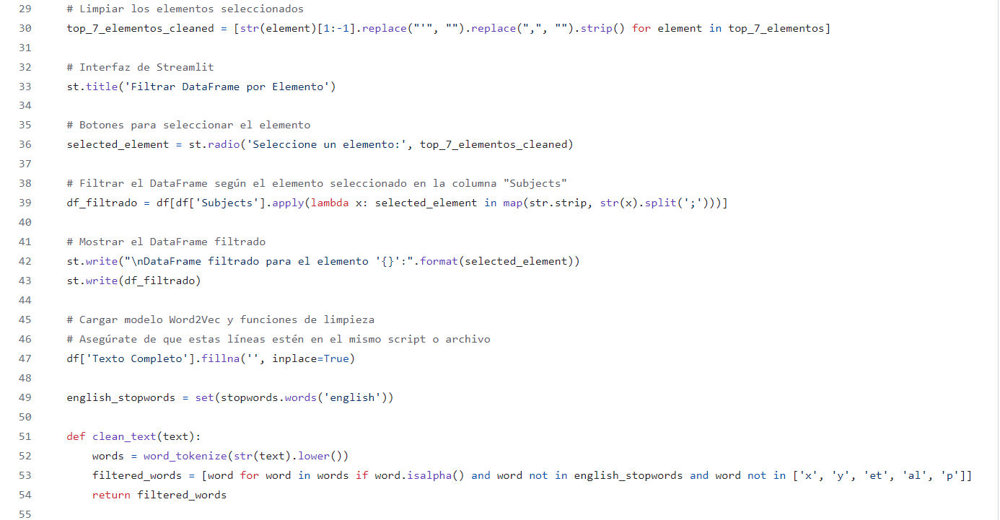 29 # Limpiar los elementos seleccionados
30 top_7_elementos_cleaned = [str(element)[1:-1].replace("'", "").replace(",", "").strip() for element in top_7_elementos]
31
32 # Interfaz de Streamlit
33 st.title('Filtrar DataFrame por Elemento')
34
35 # Botones para seleccionar el elemento
36 selected_element = st.radio('Seleccione un elemento:', top_7_elementos_cleaned)
37
38 # Filtrar el DataFrame según el elemento seleccionado en la columna "Subjects"
39 df_filtrado = df[df['Subjects'].apply(lambda x: selected_element in map(str.strip, str(x).split(';')))]
40
41 # Mostrar el DataFrame filtrado
42 st.write("\nDataFrame filtrado para el elemento '{}':".format(selected_element))
43 st.write(df_filtrado)
44
45 # Cargar modelo Word2Vec y funciones de limpieza
46 # Asegúrate de que estas líneas estén en el mismo script o archivo
47 df['Texto Completo'].fillna('', inplace=True)
48
49 english_stopwords = set(stopwords.words('english'))
50
51 def clean_text(text):
52     words = word_tokenize(str(text).lower())
53     filtered_words = [word for word in words if word.isalpha() and word not in english_stopwords and word not in ['x', 'y', 'et', 'al', 'p']]
54     return filtered_words
55